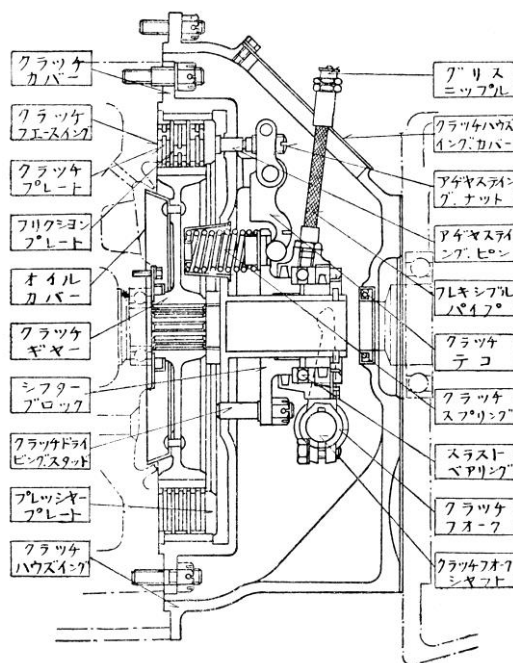 クラッチ
カバー
クラッチ
フエースイング
クラッチ
プレート
フリクション
プレート
オイル
カバー
クラッチ
ギヤー
シフター
ブロック
クラッチドライ
ビングスタッド
プレッシャー
プレート
クラッチ
ハウズイング
グリス
ニップル
クラッチハウズ
イング.カバー
アヂヤステイン
グ.ナット
アヂヤステイ
ング.ピン
フレキシブル
パイプ
クラッチ
テコ
クラッチ
スプリング
スラスト
ベアリング
クラッチ
フオーク
クラッチフオーク
シャフト